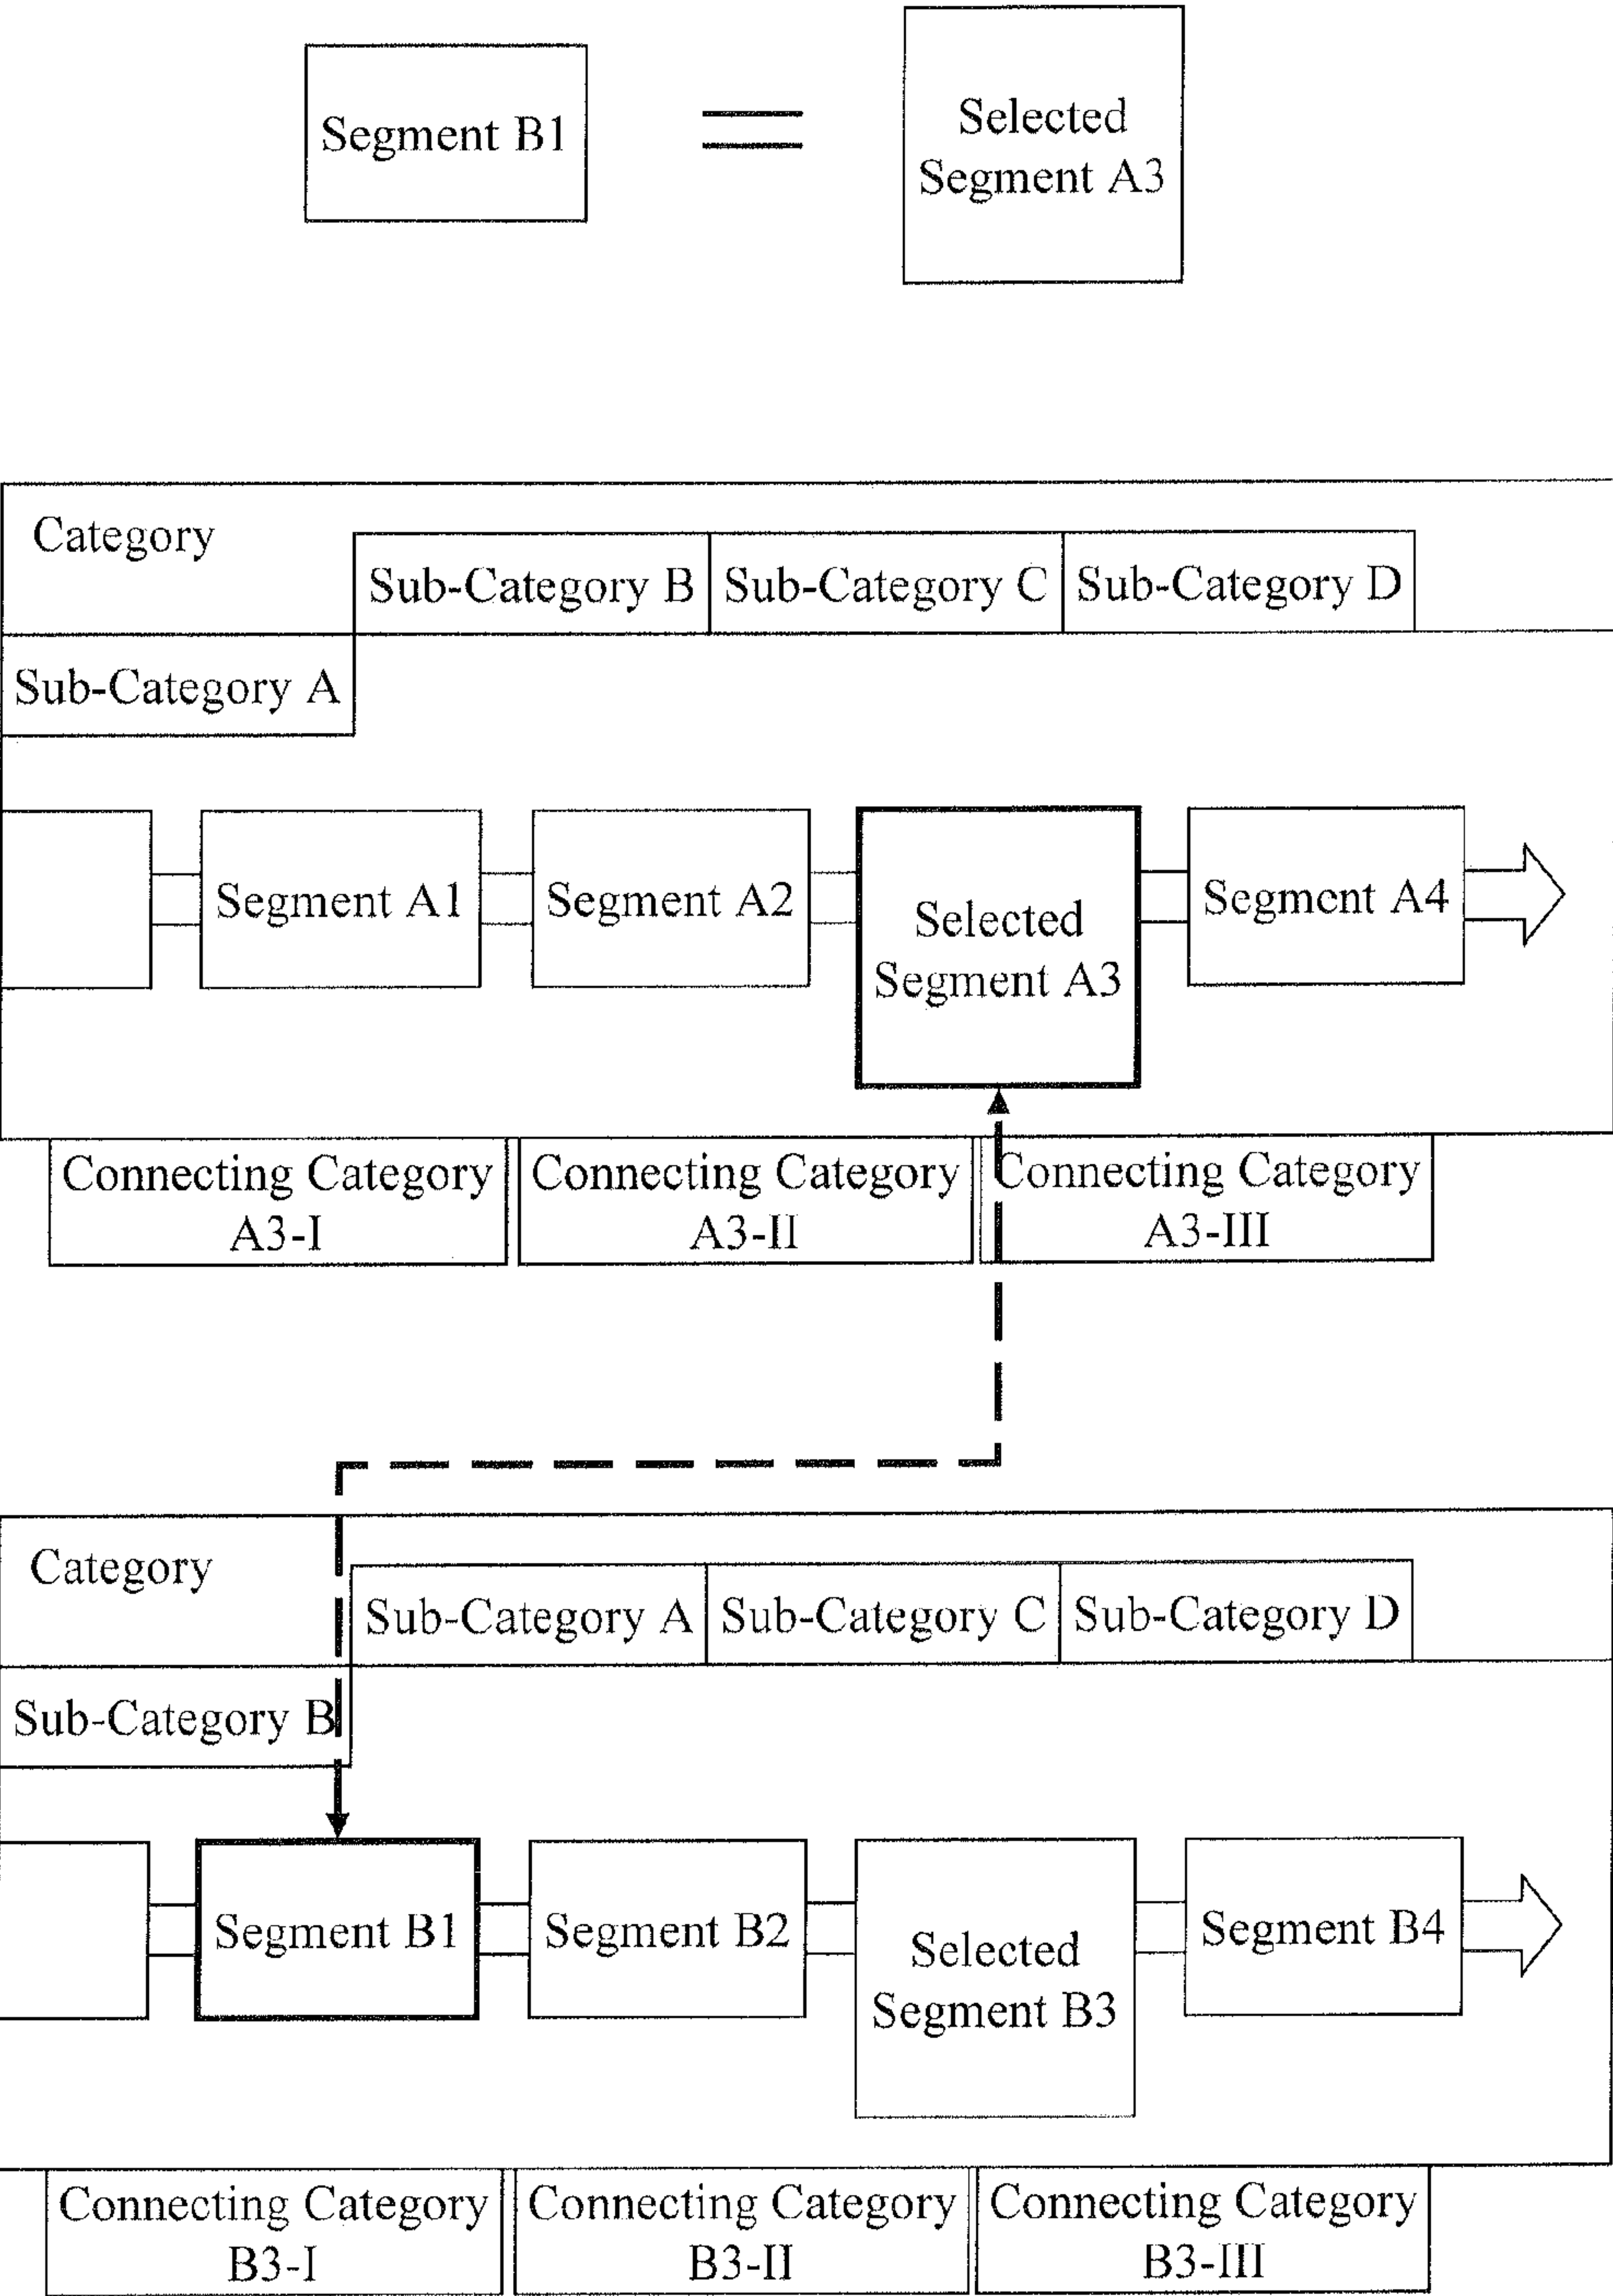 Segment B1
Selected
Segment A3
Category
Sub-Category B
Sub-Category C
Sub-Category D
Sub-Category A
Segment A1
Segment A2
Selected
Segment A3
Segment A4
Connecting Category
A3-I
Connecting Category
A3-II
Connecting Category
A3-III
Category
Sub-Category A
Sub-Category C
Sub-Category D
Sub-Category B
Segment B1
Segment B2
Selected
Segment B3
Segment B4
Connecting Category
B3-I
Connecting Category
B3-II
Connecting Category
B3-III